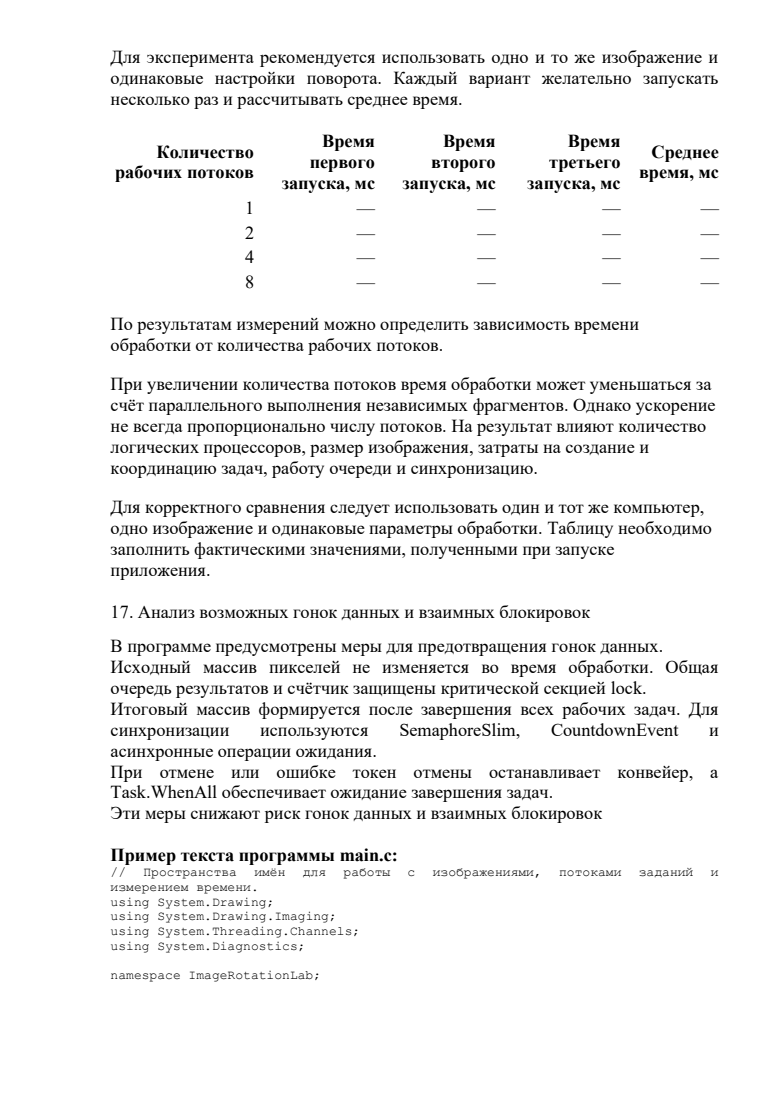 Для эксперимента рекомендуется использовать одно и то же изображение и
одинаковые настройки поворота. Каждый вариант желательно запускать
несколько раз и рассчитывать среднее время.
Количество рабочих потоков	Время первого запуска, мс	Время второго запуска, мс	Время третьего запуска, мс	Среднее время, мс
1	—	—	—	—
2	—	—	—	—
4	—	—	—	—
8	—	—	—	—
По результатам измерений можно определить зависимость времени
обработки от количества рабочих потоков.
При увеличении количества потоков время обработки может уменьшаться за
счёт параллельного выполнения независимых фрагментов. Однако ускорение
не всегда пропорционально числу потоков. На результат влияют количество
логических процессоров, размер изображения, затраты на создание и
координацию задач, работу очереди и синхронизацию.
Для корректного сравнения следует использовать один и тот же компьютер,
одно изображение и одинаковые параметры обработки. Таблицу необходимо
заполнить фактическими значениями, полученными при запуске
приложения.
17. Анализ возможных гонок данных и взаимных блокировок
В программе предусмотрены меры для предотвращения гонок данных.
Исходный массив пикселей не изменяется во время обработки. Общая
очередь результатов и счётчик защищены критической секцией lock.
Итоговый массив формируется после завершения всех рабочих задач. Для
синхронизации используются SemaphoreSlim, CountdownEvent и
асинхронные операции ожидания.
При отмене или ошибке токен отмены останавливает конвейер, а
Task.WhenAll обеспечивает ожидание завершения задач.
Эти меры снижают риск гонок данных и взаимных блокировок
Пример текста программы main.c:
// Пространства имён для работы с изображениями, потоками заданий и
измерением времени.
using System.Drawing;
using System.Drawing.Imaging;
using System.Threading.Channels;
using System.Diagnostics;
namespace ImageRotationLab;